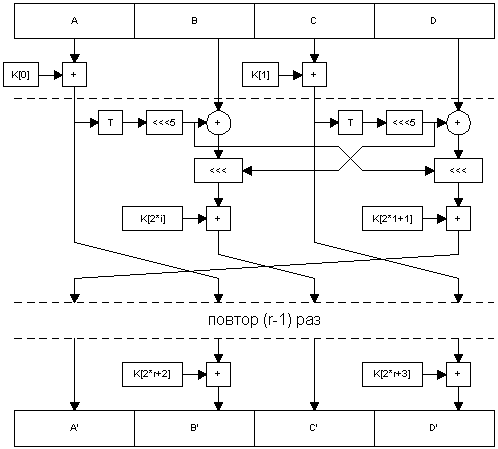 A B C D
K[0] + K[1] +
T <<<5 + T <<<5 +
<<< <<<
K[2*i] + K[2*1+1] +
повтор (r-1) раз
K[2*r+2] + K[2*r+3] +
A' B' C' D'